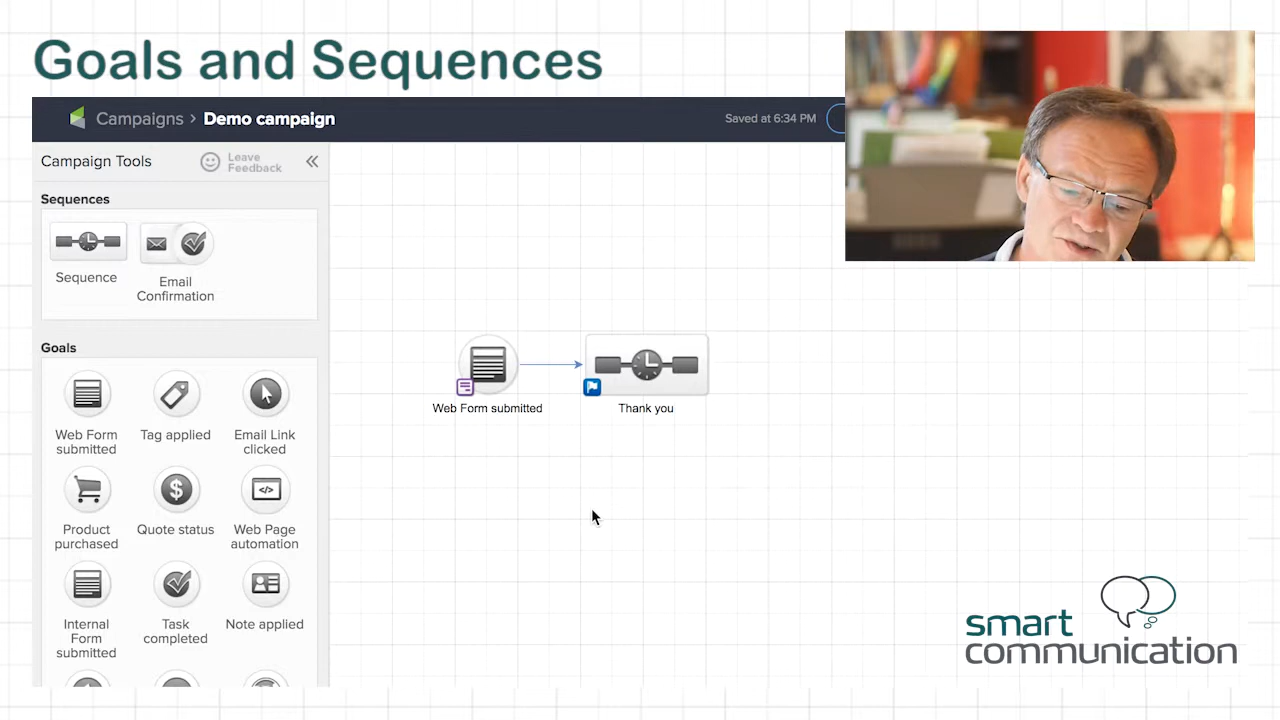 Goals and Sequences
Campaigns > Demo campaign
Saved at 6:34 PM
Campaign Tools
Leave
Feedback
Sequences
Sequence
Email
Confirmation
Goals
Web Form
submitted
Tag applied
Email Link
clicked
Product
purchased
Quote status
Web Page
automation
Internal
Form
submitted
Task
completed
Note applied
Web Form submitted
Thank you
smart
communication